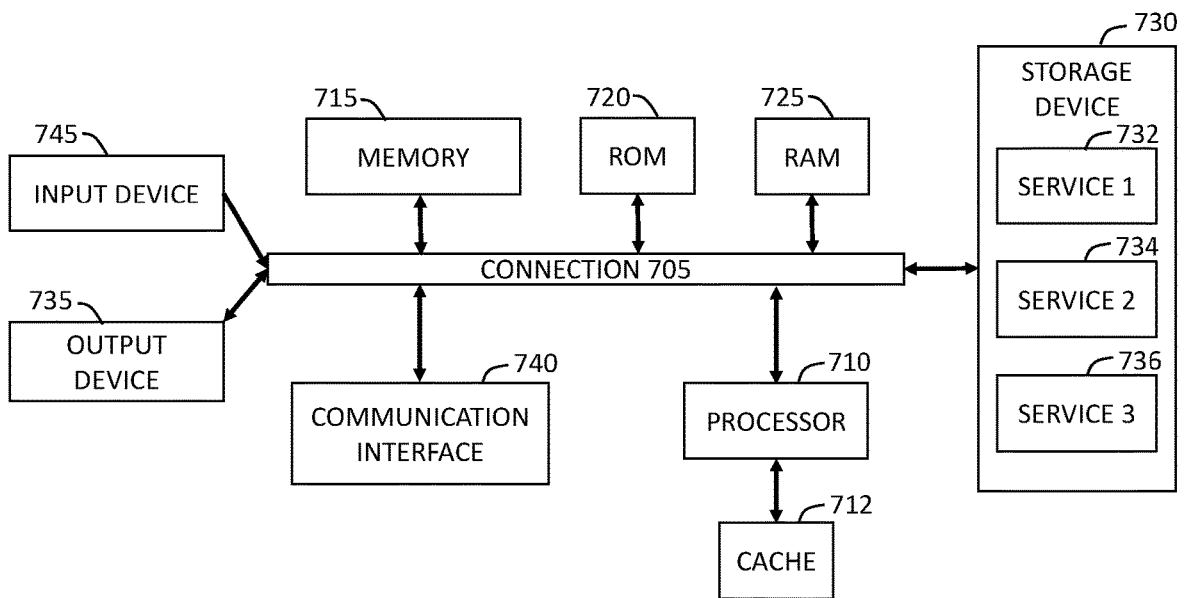 730
STORAGE
DEVICE
715
720
725
732
745
MEMORY
ROM
RAM
INPUT DEVICE
SERVICE 1
734
CONNECTION 705
735
SERVICE 2
OUTPUT
DEVICE
740
710
736
COMMUNICATION
INTERFACE
PROCESSOR
SERVICE 3
712
CACHE